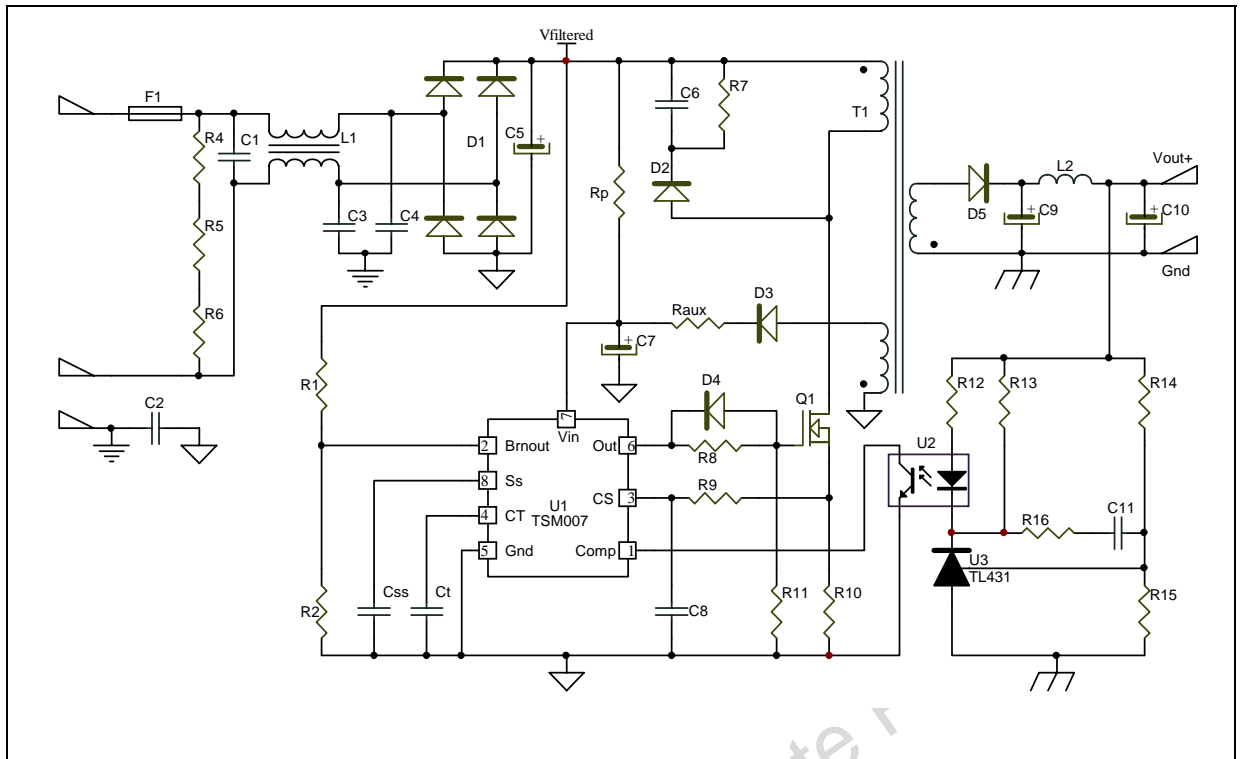 Vfiltered
F1
R4
C1
L1
D1
C5
+
C6
R7
T1
D2
Rp
L2
Vout+
D5
+
C9
+
C10
Gnd
R5
C3
C4
R6
Raux
D3
+
C7
R1
C2
D4
Q1
R12
R13
R14
7
Vin
2
Brnout
Out
6
R8
U2
8
Ss
U1
TSM007
CS
3
R9
4
CT
5
Gnd
Comp
1
R16
C11
U3
TL431
R2
Css
Ct
C8
R11
R10
R15
te